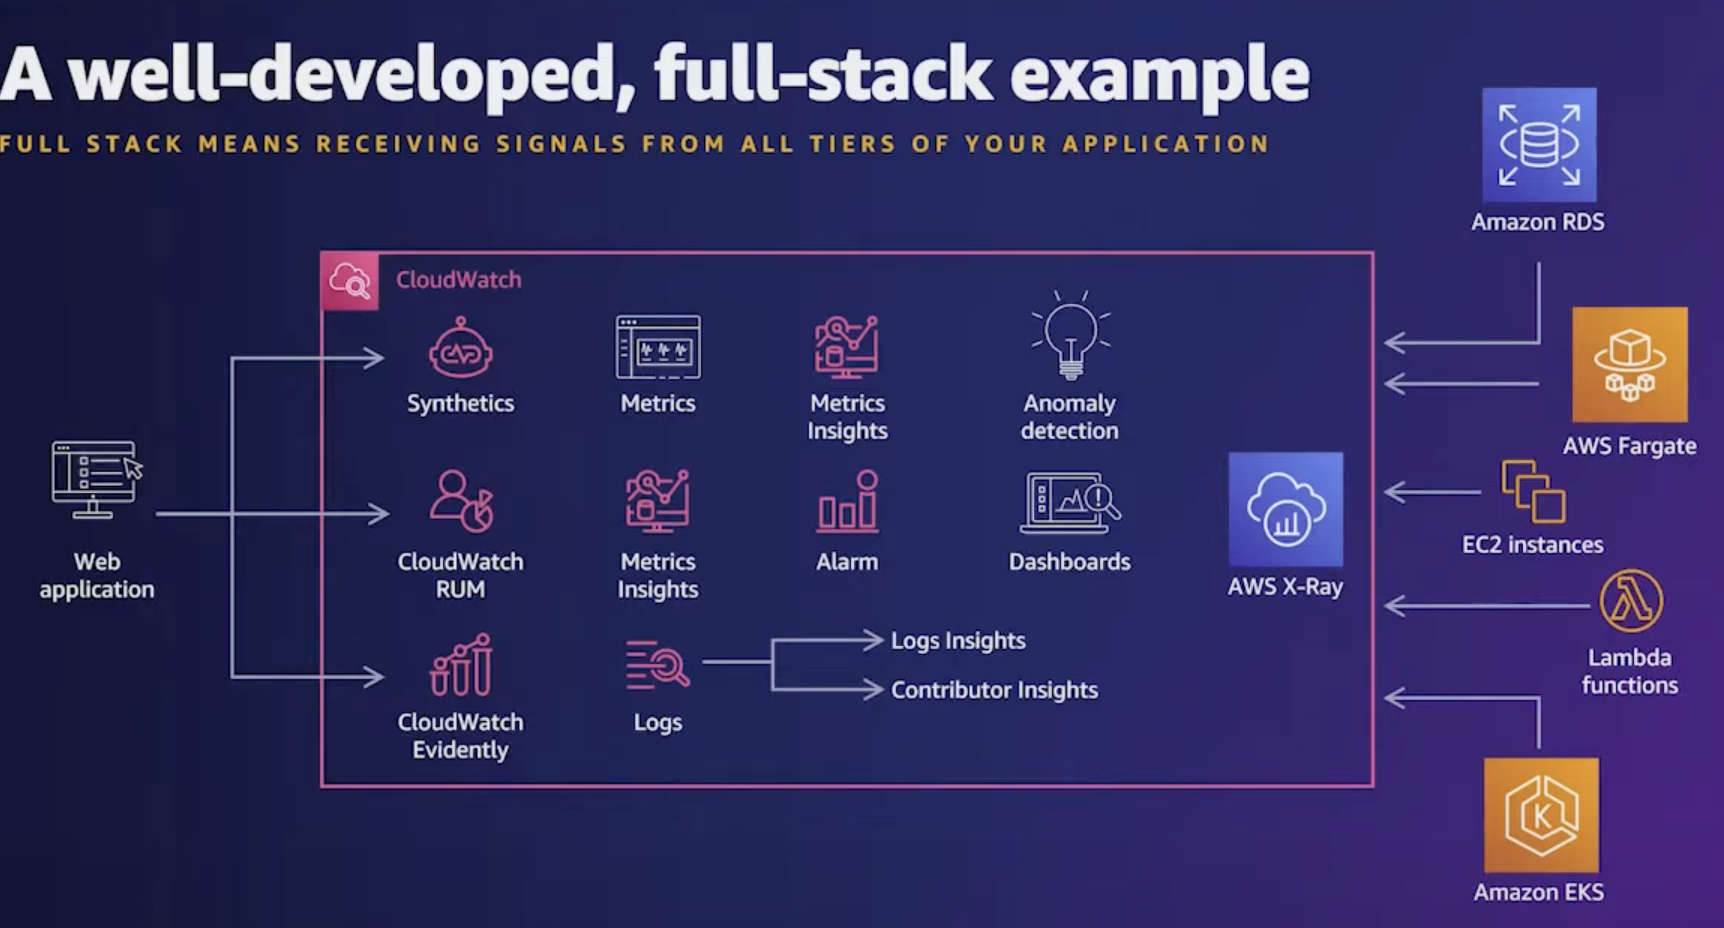 A well-developed, full-stack example
FULL STACK MEANS RECEIVING SIGNALS FROM ALL TIERS OF YOUR APPLICATION
Amazon RDS
CloudWatch
Synthetics
Metrics
Metrics
Insights
Anomaly
detection
AWS Fargate
Web
application
CloudWatch
RUM
Metrics
Insights
Alarm
Dashboards
AWS X-Ray
EC2 instances
Lambda
functions
CloudWatch
Evidently
Logs
Logs Insights
Contributor Insights
K
Amazon EKS